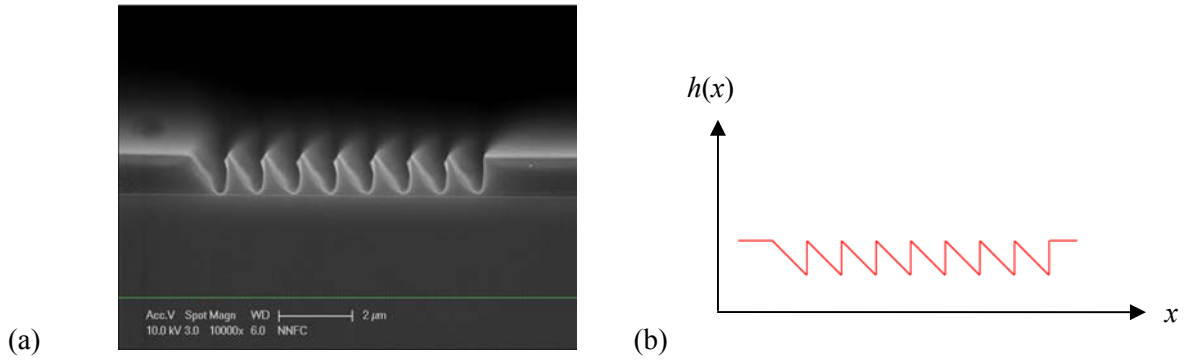 Acc.V Spot Magn WD 2 µm
10.0 kV 3.0 10000x 6.0 NNFC
(a)
h(x)
x
(b)